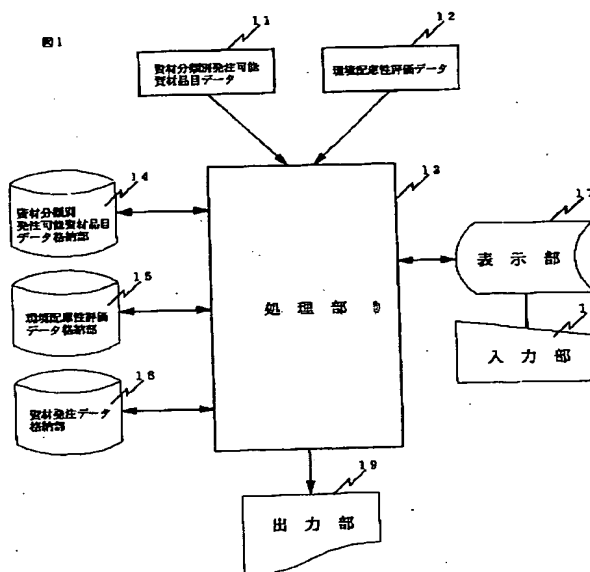 図1
11
12
資材分類別発注可能
資材品目データ
環境配慮性評価データ
13
14
資材分類別
発注可能資材品目
データ格納部
17
表示部
処理部
15
環境配慮性評価
データ格納部
1
入力部
16
資材発注データ
格納部
19
出力部